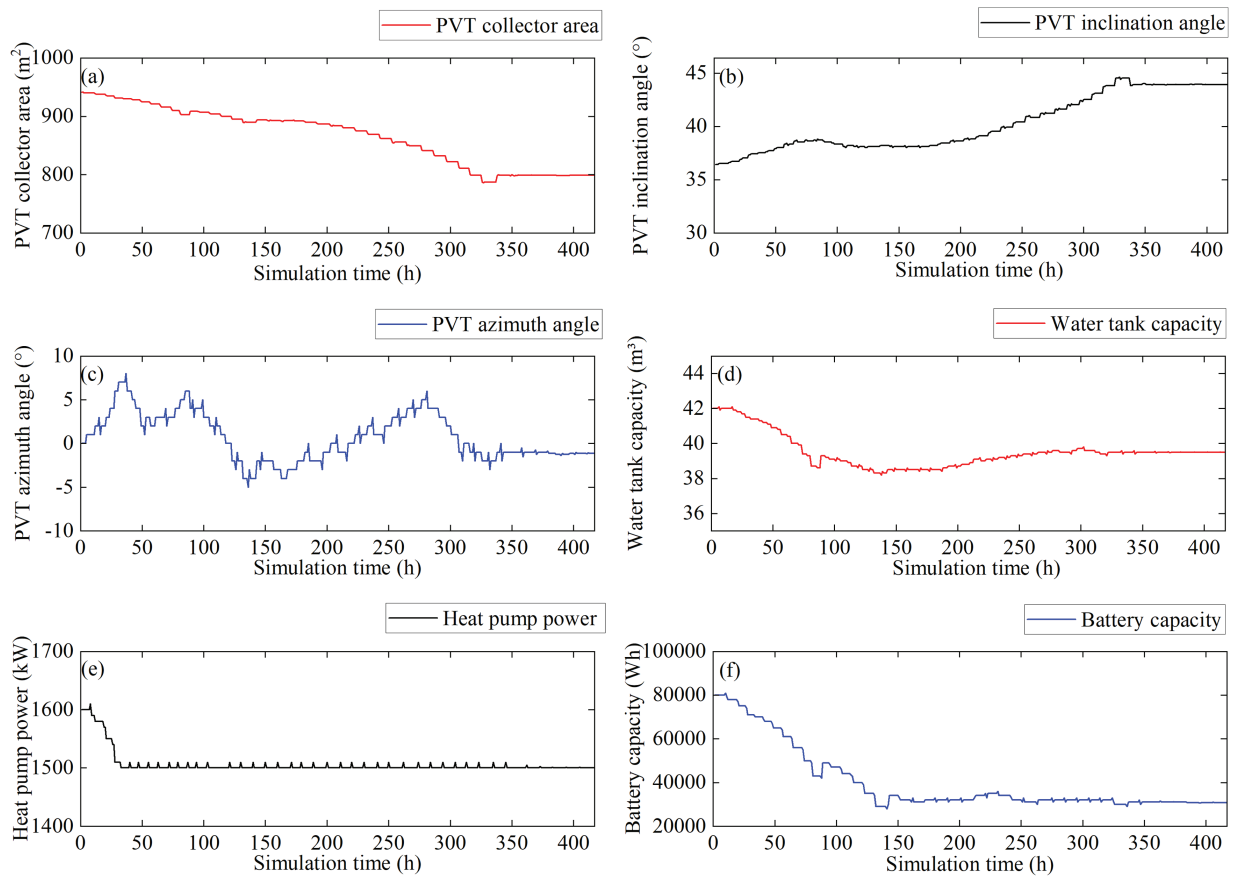 PVT collector area
(a)
PVT collector area (m²)
1000
900
800
700
0 50 100 150 200 250 300 350 400
Simulation time (h)
PVT inclination angle
(b)
PVT inclination angle (°)
45
40
35
30
0 50 100 150 200 250 300 350 400
Simulation time (h)
PVT azimuth angle
(c)
PVT azimuth angle (°)
10
5
0
-5
-10
0 50 100 150 200 250 300 350 400
Simulation time (h)
Water tank capacity
(d)
Water tank capacity (m³)
44
42
40
38
36
0 50 100 150 200 250 300 350 400
Simulation time (h)
Heat pump power
(e)
Heat pump power (kW)
1700
1600
1500
1400
0 50 100 150 200 250 300 350 400
Simulation time (h)
Battery capacity
(f)
Battery capacity (Wh)
100000
80000
60000
40000
20000
0 50 100 150 200 250 300 350 400
Simulation time (h)